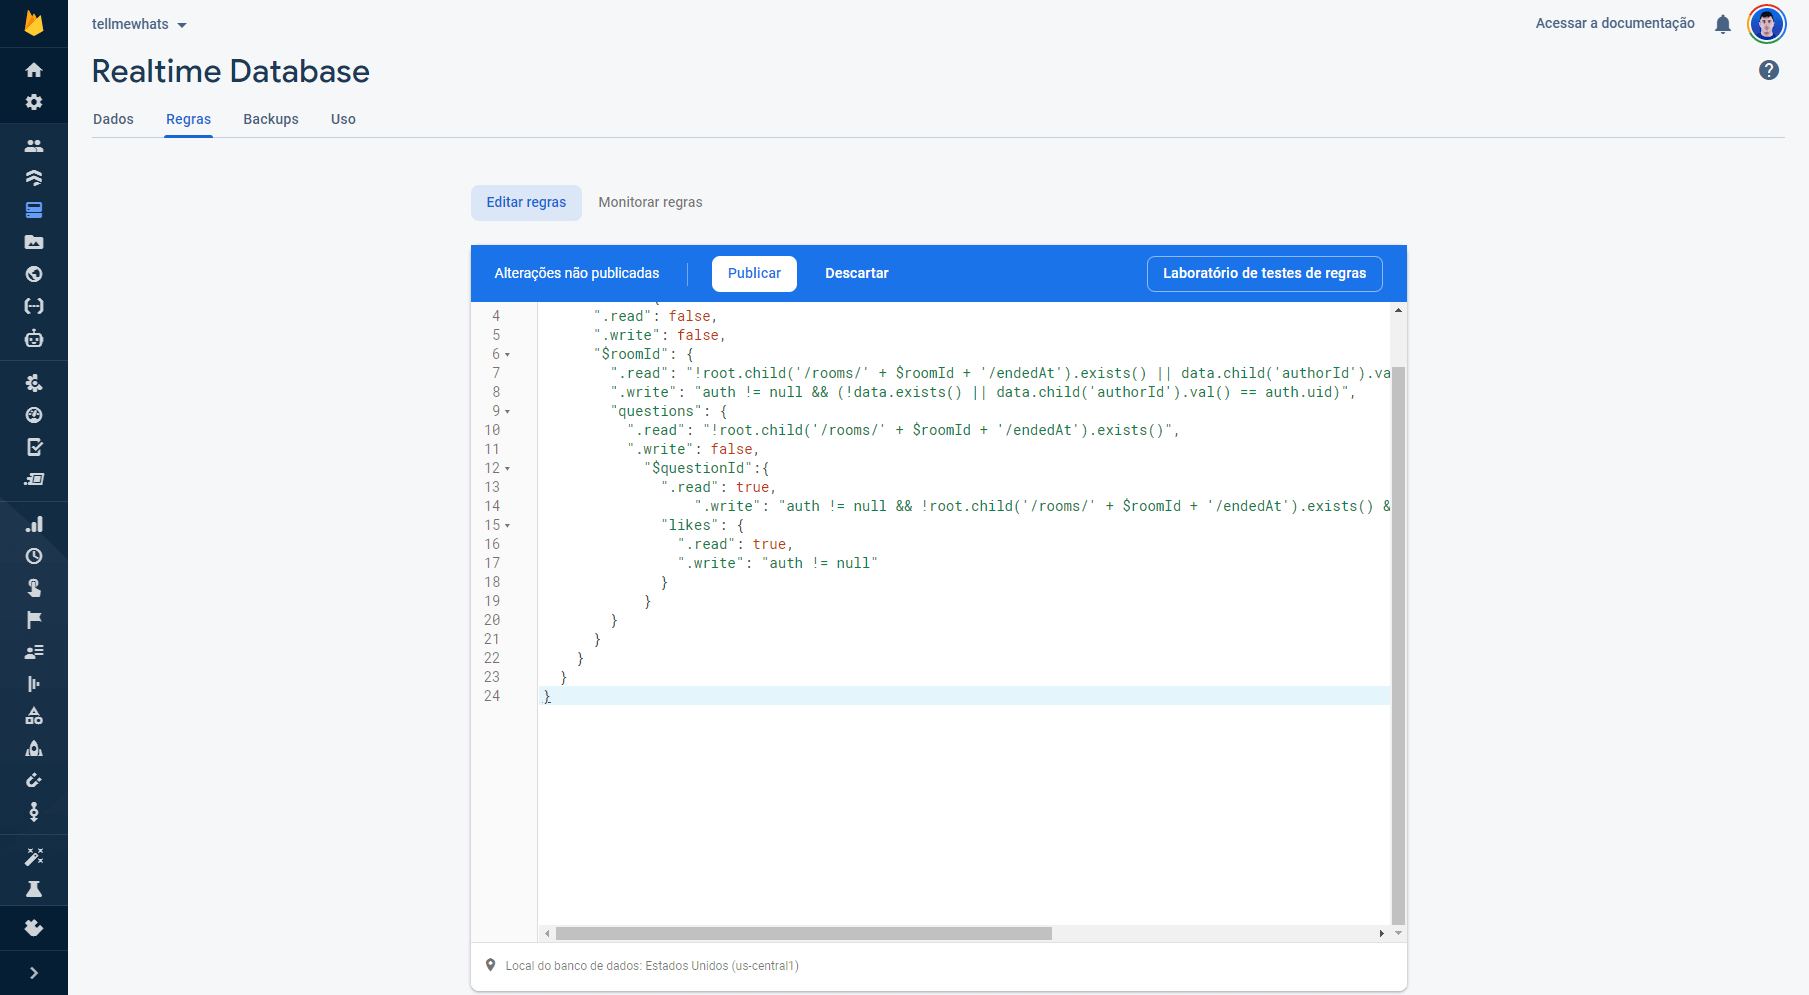 tellmewhats
Acessar a documentação
Realtime Database
Dados Regras Backups Uso
Editar regras Monitorar regras
Alterações não publicadas Publicar Descartar Laboratório de testes de regras
4 ".read": false,
5 ".write": false,
6 "$roomId": {
7 ".read": "!root.child('/rooms/' + $roomId + '/endedAt').exists() || data.child('authorId').va
8 ".write": "auth != null && (!data.exists() || data.child('authorId').val() == auth.uid)",
9 "questions": {
10 ".read": "!root.child('/rooms/' + $roomId + '/endedAt').exists()",
11 ".write": false,
12 "$questionId":{
13 ".read": true,
14 ".write": "auth != null && !root.child('/rooms/' + $roomId + '/endedAt').exists() &
15 "likes": {
16 ".read": true,
17 ".write": "auth != null"
18 }
19 }
20 }
21 }
22 }
23 }
24 }
Local do banco de dados: Estados Unidos (us-central1)